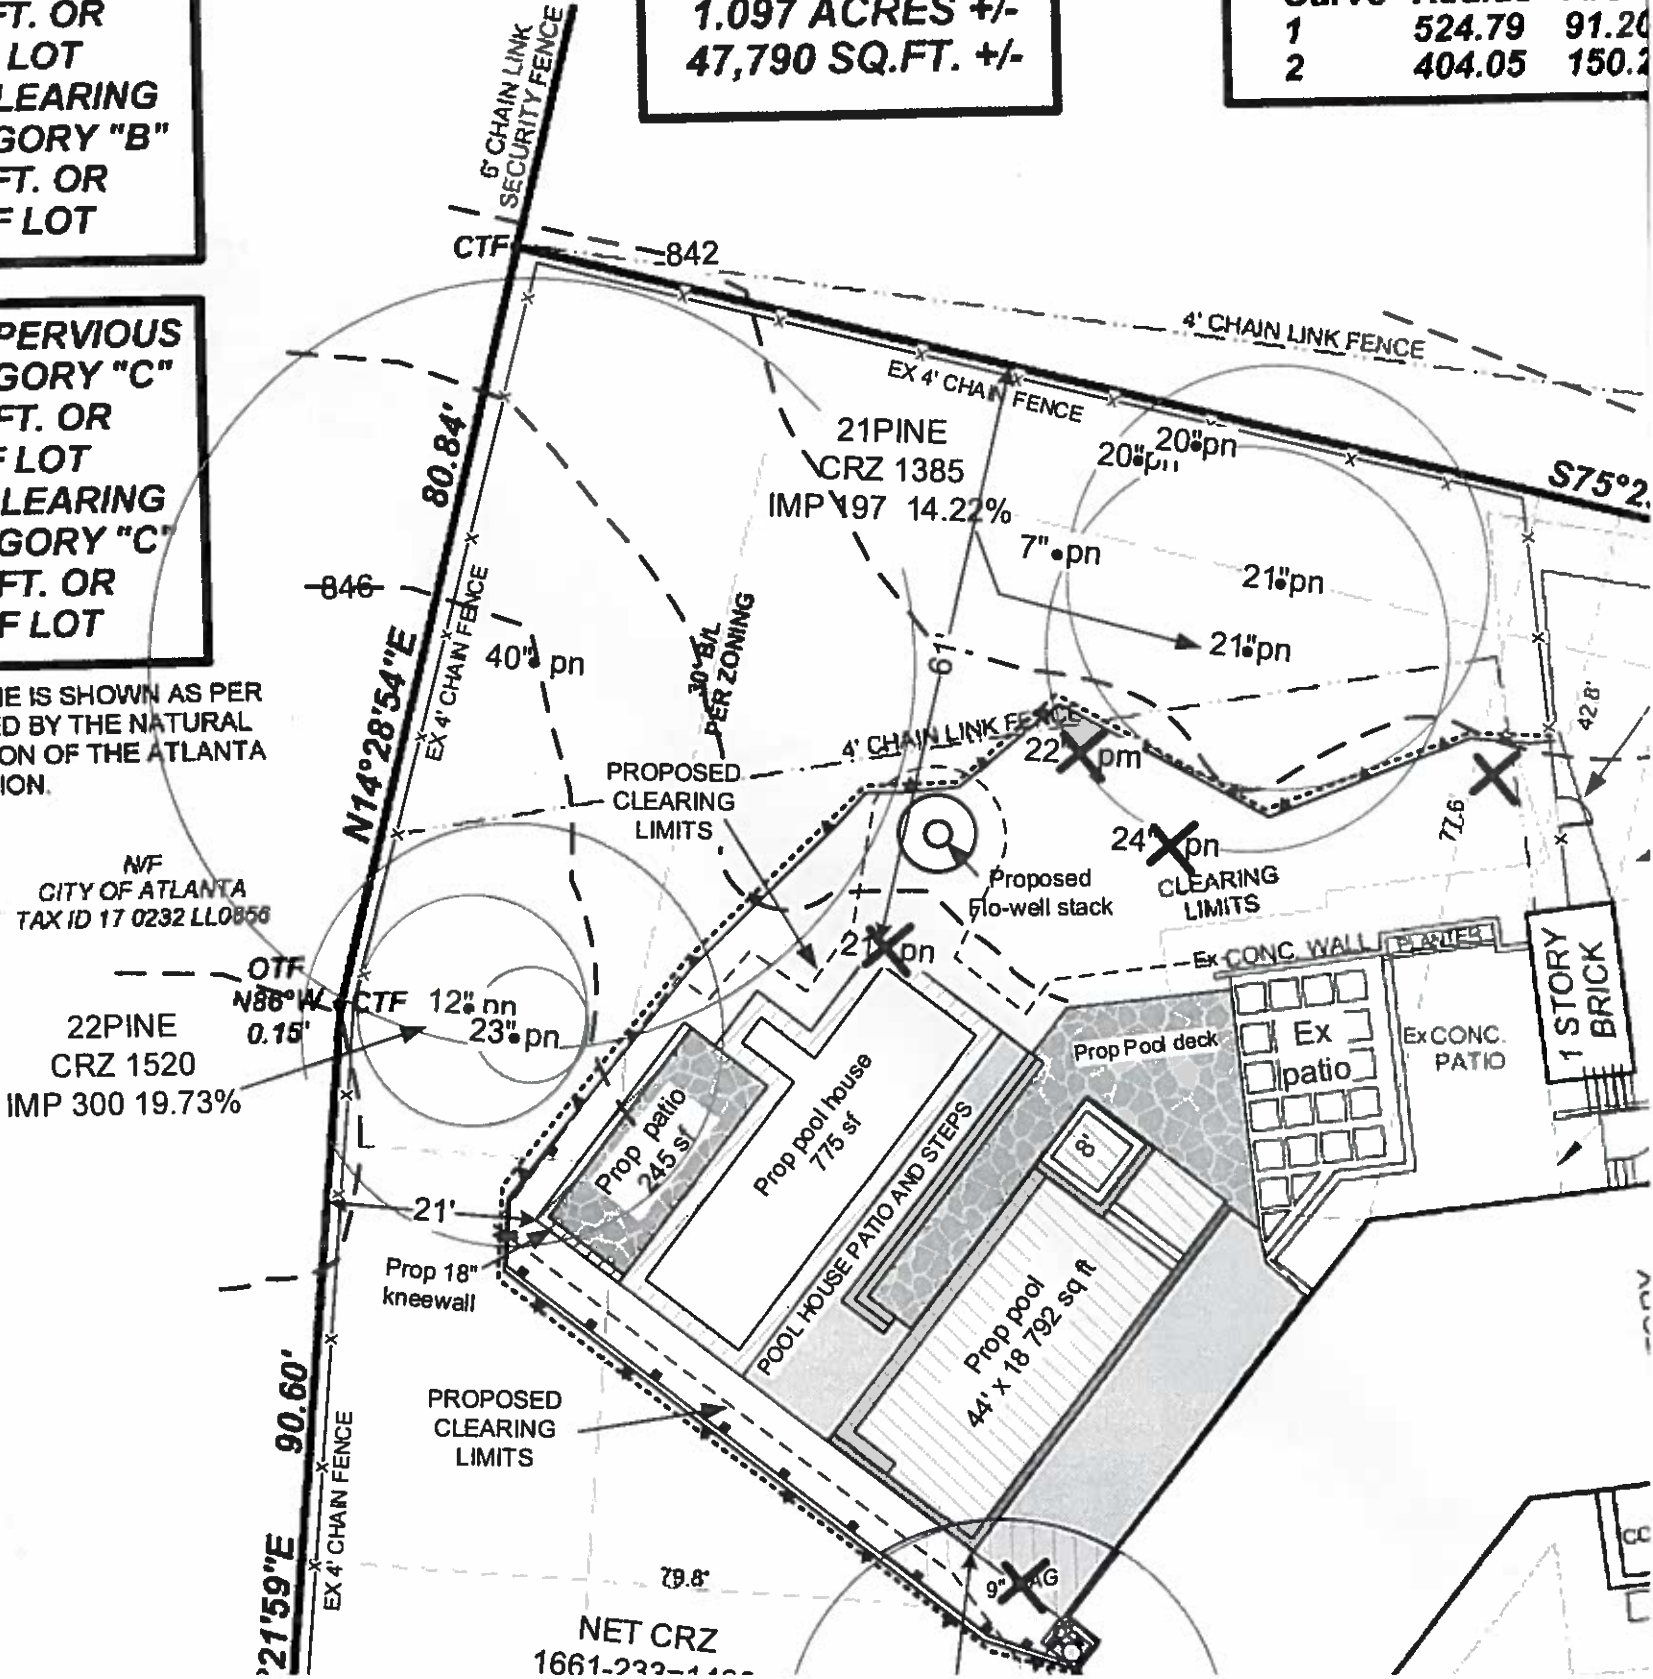 FT. OR
LOT
LEARING
GORY "B"
FT. OR
F LOT
PERVIOUS
GORY "C"
FT. OR
F LOT
CLEARING
GORY "C"
FT. OR
F LOT
1.097 ACRES +/-
47,790 SQ.FT. +/-
1 524.79 91.20
2 404.05 150.2
6' CHAIN LINK
SECURITY FENCE
CTF
842
4' CHAIN LINK FENCE
EX 4' CHAIN FENCE
80.84'
21PINE
CRZ 1385
IMP 197 14.22%
20" pn
20" pn
S75°2
7" pn
21" pn
21" pn
846
40" pn
EX 4' CHAIN FENCE
N14°28'54"E
30' B/L
PER ZONING
61'
NE IS SHOWN AS PER
ED BY THE NATURAL
ON OF THE ATLANTA
ION.
4' CHAIN LINK FENCE
22 pm
42.8'
77.6
PROPOSED
CLEARING
LIMITS
24" pn
CLEARING
LIMITS
Proposed
Flo-well stack
N/F
CITY OF ATLANTA
TAX ID 17 0232 LL0856
21 pn
Ex CONC. WALL
PLANTER
1 STORY
BRICK
OTF
N86°W
0.15'
CTF
12" pn
23" pn
22PINE
CRZ 1520
IMP 300 19.73%
Ex
patio
Ex CONC.
PATIO
Prop Pool deck
Prop patio
245 sf
Prop pool house
775 sf
POOL HOUSE PATIO AND STEPS
8'
21'
Prop 18"
kneewall
Prop pool
44' X 18 792 sq ft
PROPOSED
CLEARING
LIMITS
90.60'
EX 4' CHAIN FENCE
21'59"E
79.8'
9" AG
NET CRZ